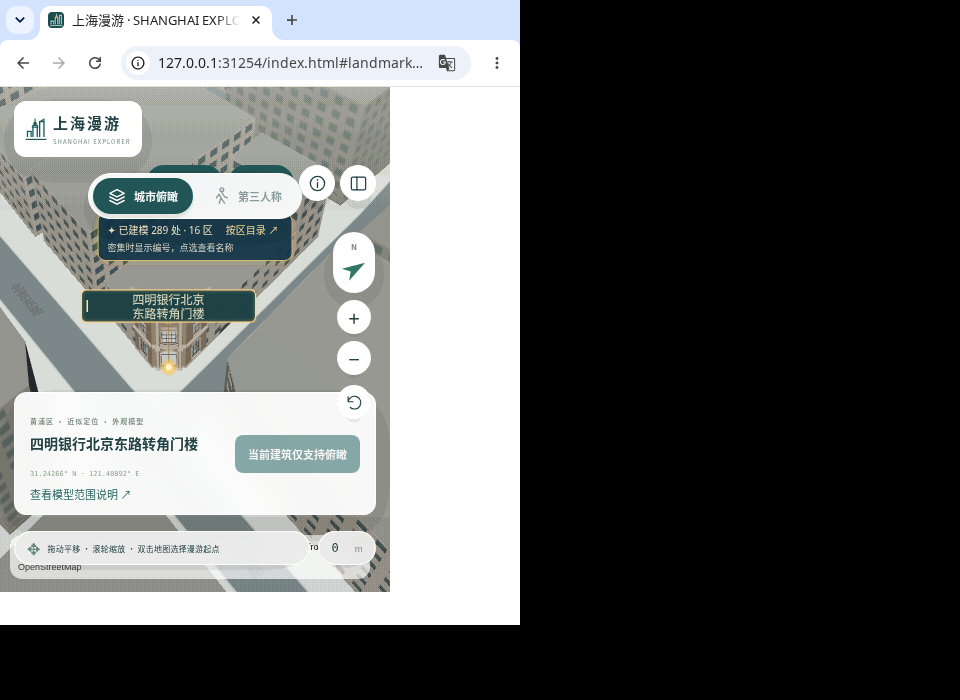 上海漫游 · SHANGHAI EXPLO
127.0.0.1:31254/index.html#landmark...
上海漫游
SHANGHAI EXPLORER
城市俯瞰
第三人称
✦ 已建模 289 处 · 16 区 按区目录 ↗
密集时显示编号，点选查看名称
N
四明银行北京
东路转角门楼
+
−
黄浦区 · 近似定位 · 外观模型
四明银行北京东路转角门楼
当前建筑仅支持俯瞰
31.24266° N · 121.48092° E
查看模型范围说明 ↗
拖动平移 · 滚轮缩放 · 双击地图选择漫游起点
0 m
OpenStreetMap